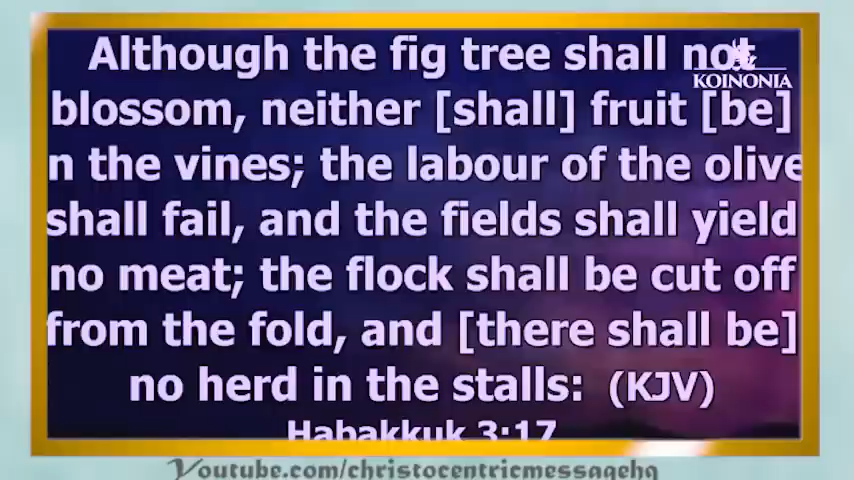 Although the fig tree shall not
KOINONIA
blossom, neither [shall] fruit [be]
n the vines; the labour of the olive
shall fail, and the fields shall yield
no meat; the flock shall be cut off
from the fold, and [there shall be]
no herd in the stalls: (KJV)
Habakkuk 3:17
Youtube.com/christocentricmessagehq